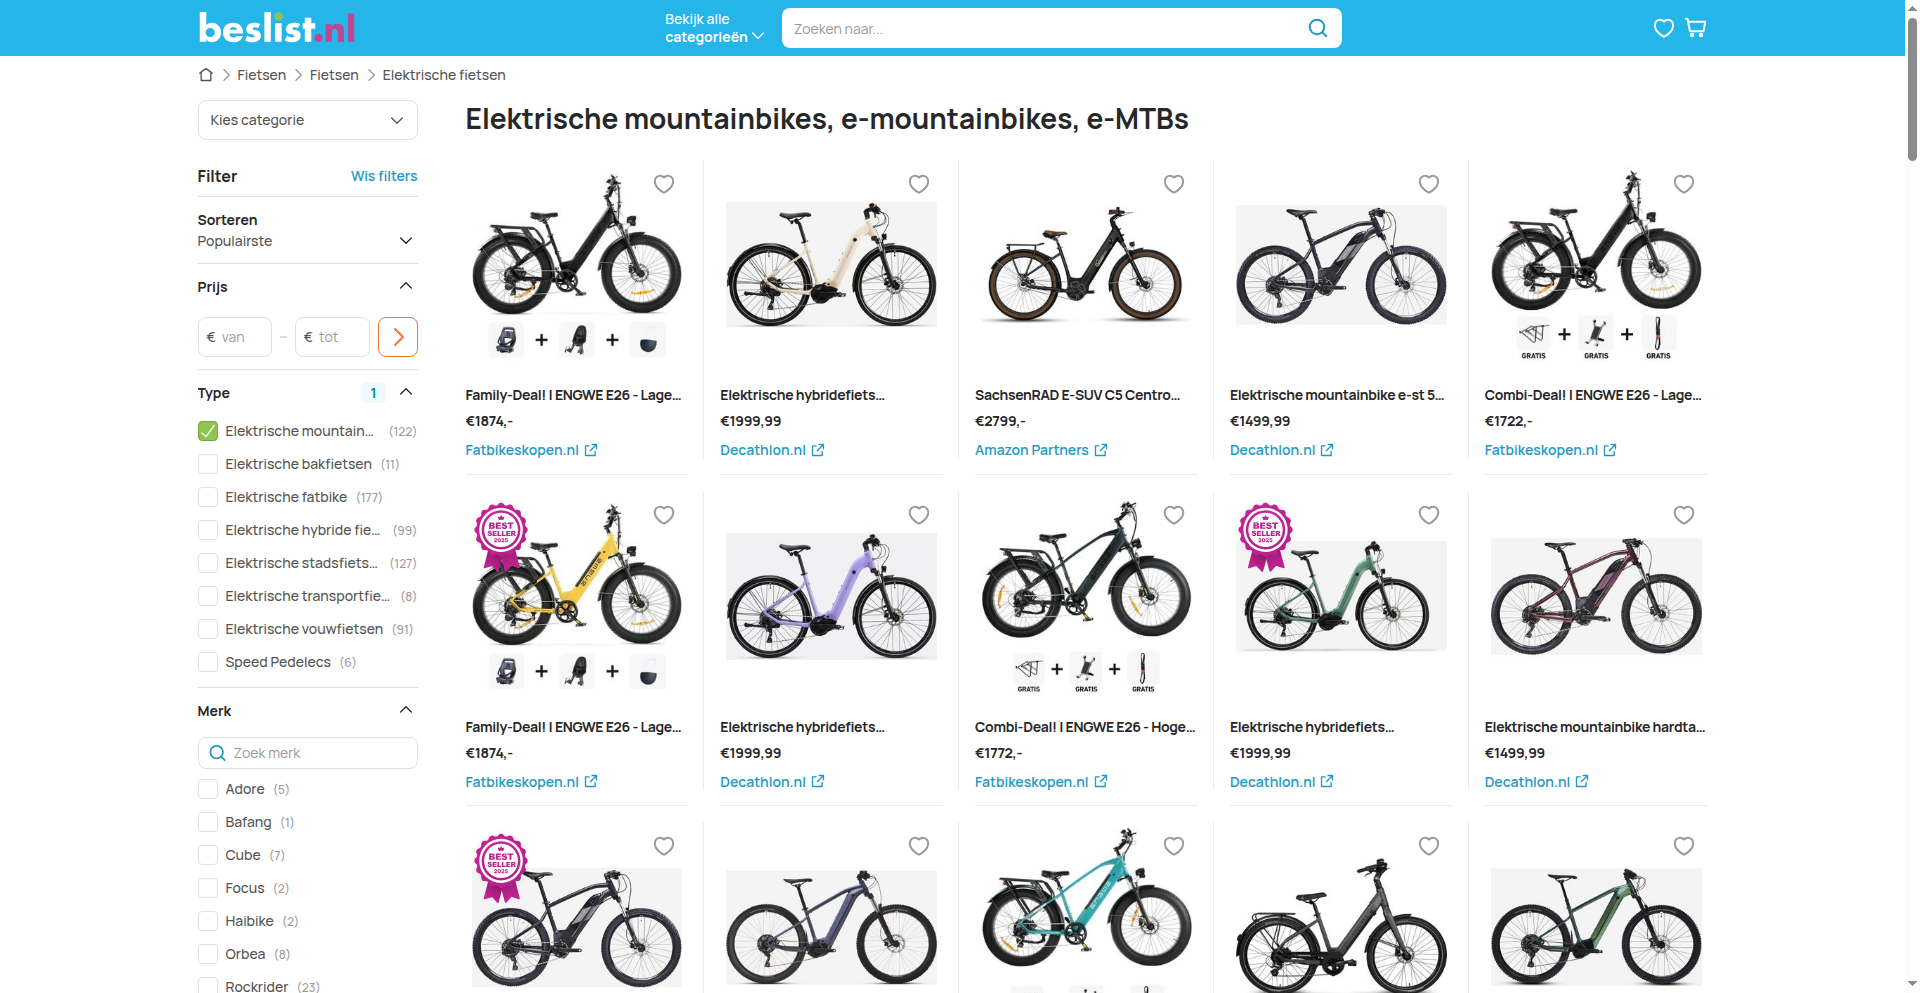 beslist.nl
Bekijk alle
categorieën
Zoeken naar...
Fietsen
Fietsen
Elektrische fietsen
Kies categorie
Elektrische mountainbikes, e-mountainbikes, e-MTBs
Filter
Wis filters
Sorteren
Populairste
Prijs
€ van
–
€ tot
Type
1
Elektrische mountain... (122)
Elektrische bakfietsen (11)
Elektrische fatbike (177)
Elektrische hybride fie... (99)
Elektrische stadsfiets... (127)
Elektrische transportfie... (8)
Elektrische vouwfietsen (91)
Speed Pedelecs (6)
Merk
Zoek merk
Adore (5)
Bafang (1)
Cube (7)
Focus (2)
Haibike (2)
Orbea (8)
Rockrider (23)
+ +
Family-Deal! | ENGWE E26 - Lage...
€1874,-
Fatbikeskopen.nl
Elektrische hybridefiets...
€1999,99
Decathlon.nl
SachsenRAD E-SUV C5 Centro...
€2799,-
Amazon Partners
Elektrische mountainbike e-st 5...
€1499,99
Decathlon.nl
+ +
GRATIS GRATIS GRATIS
Combi-Deal! | ENGWE E26 - Lage...
€1722,-
Fatbikeskopen.nl
BEST
SELLER
2025
ENGWE
+ +
Family-Deal! | ENGWE E26 - Lage...
€1874,-
Fatbikeskopen.nl
Elektrische hybridefiets...
€1999,99
Decathlon.nl
+ +
GRATIS GRATIS GRATIS
Combi-Deal! | ENGWE E26 - Hoge...
€1772,-
Fatbikeskopen.nl
BEST
SELLER
2025
Elektrische hybridefiets...
€1999,99
Decathlon.nl
Elektrische mountainbike hardta...
€1499,99
Decathlon.nl
BEST
SELLER
2025
ENGWE